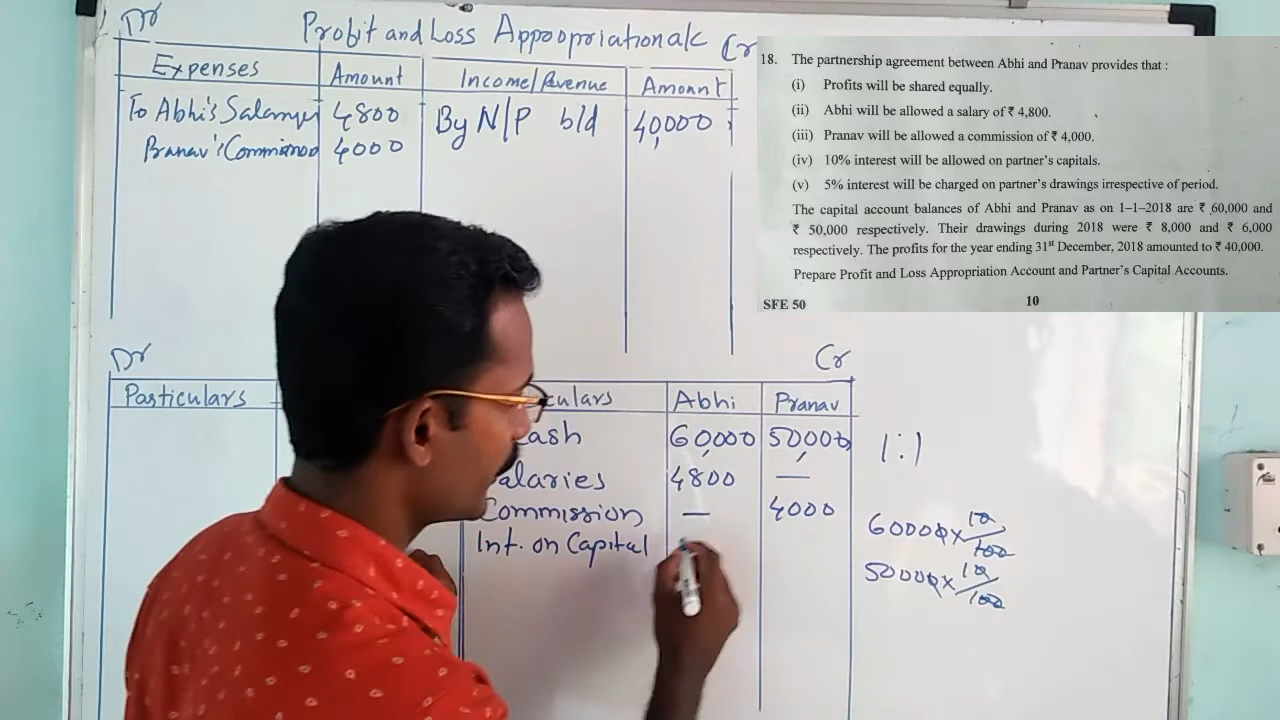 Dr
Profit and Loss Appropriation a/c
Cr
Expenses Amount Income/Revenue Amount
To Abhi's 4800 By N/P b/d 40,000
Pranav's 4000
18. The partnership agreement between Abhi and Pranav provides that :
(i) Profits will be shared equally.
(ii) Abhi will be allowed a salary of ₹ 4,800.
(iii) Pranav will be allowed a commission of ₹ 4,000.
(iv) 10% interest will be allowed on partner's capitals.
(v) 5% interest will be charged on partner's drawings irrespective of period.
The capital account balances of Abhi and Pranav as on 1–1–2018 are ₹ 60,000 and
₹ 50,000 respectively. Their drawings during 2018 were ₹ 8,000 and ₹ 6,000
respectively. The profits for the year ending 31st December, 2018 amounted to ₹ 40,000.
Prepare Profit and Loss Appropriation Account and Partner's Capital Accounts.
SFE 50
10
Dr
Cr
Particulars culars Abhi Pranav
Cash 60,000 50,000
Salaries 4800 —
Commission — 4000
Int. on Capital
1:1
60000 x 10/100
50000 x 10/100